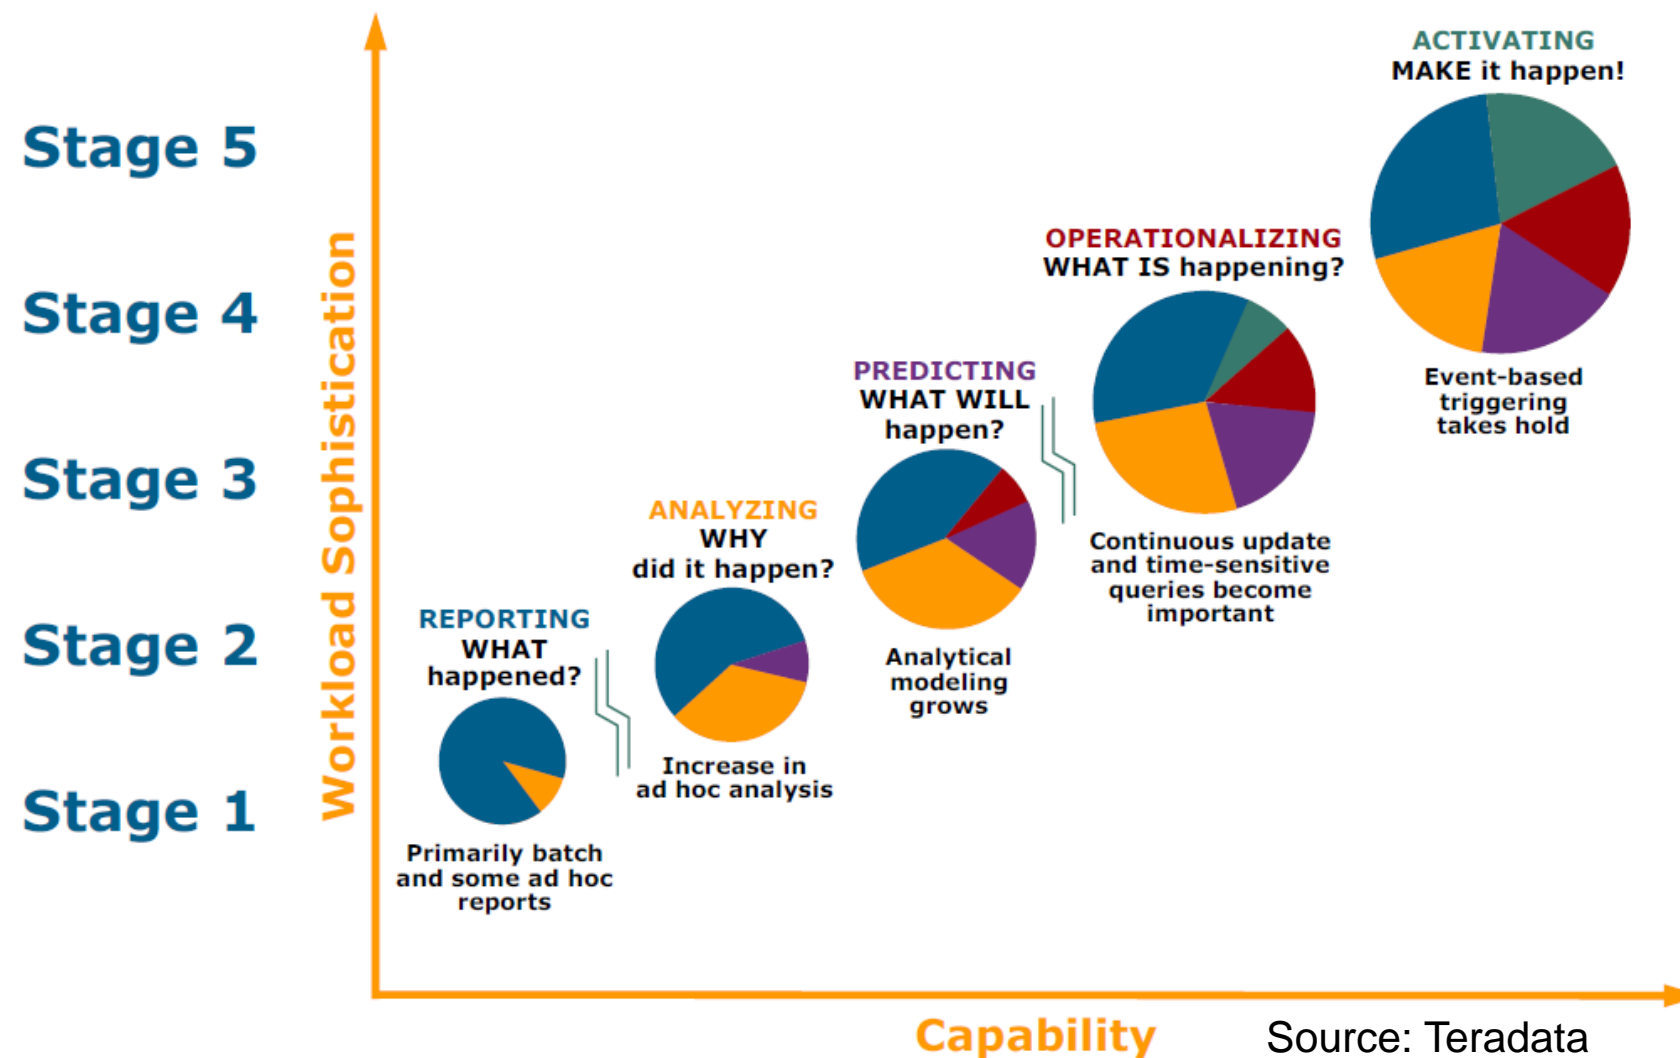 Stage 5
Stage 4
Stage 3
Stage 2
Stage 1
Workload Sophistication
REPORTING
WHAT
happened?
Primarily batch
and some ad hoc
reports
ANALYZING
WHY
did it happen?
Increase in
ad hoc analysis
PREDICTING
WHAT WILL
happen?
Analytical
modeling
grows
OPERATIONALIZING
WHAT IS happening?
Continuous update
and time-sensitive
queries become
important
ACTIVATING
MAKE it happen!
Event-based
triggering
takes hold
Capability
Source: Teradata